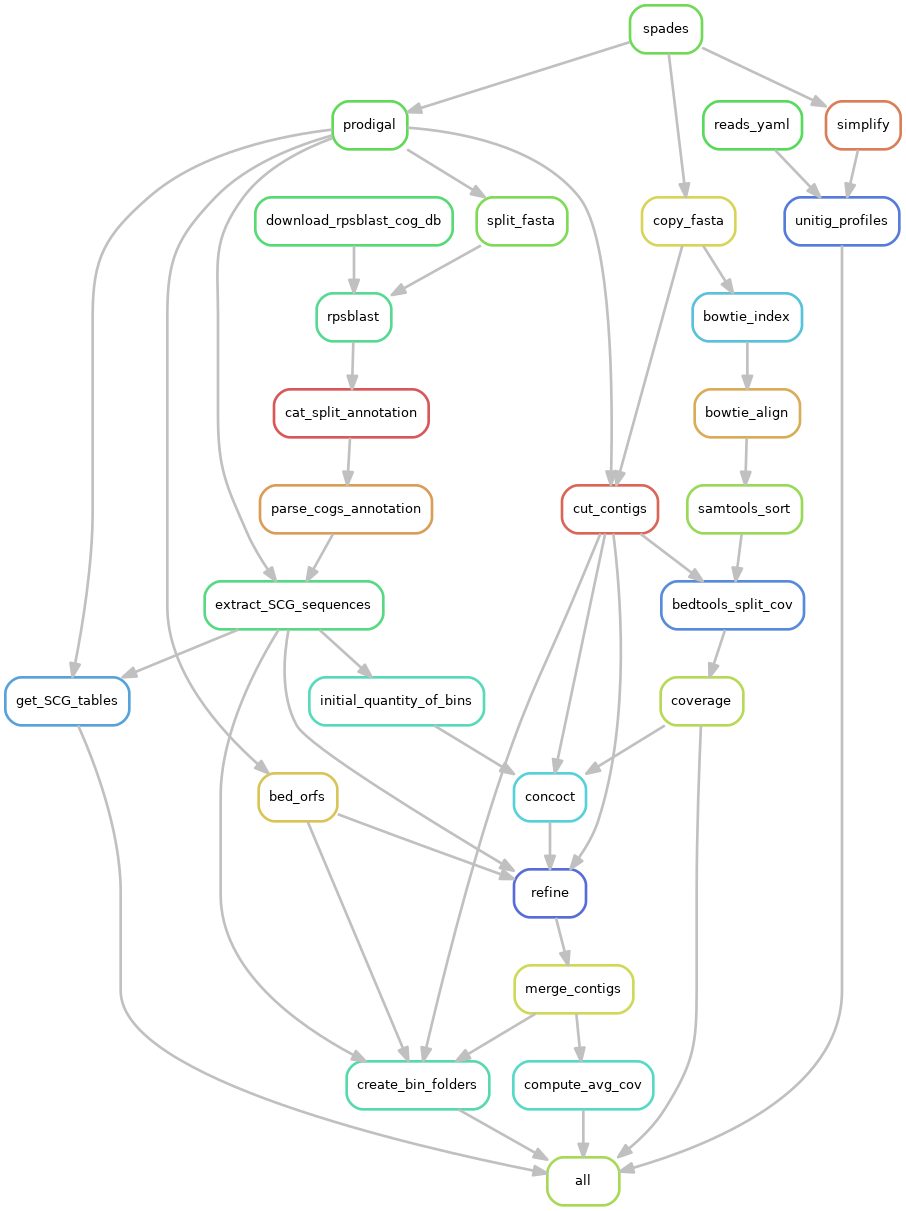 spades
prodigal
reads_yaml
simplify
download_rpsblast_cog_db
split_fasta
copy_fasta
unitig_profiles
rpsblast
bowtie_index
cat_split_annotation
bowtie_align
parse_cogs_annotation
cut_contigs
samtools_sort
extract_SCG_sequences
bedtools_split_cov
get_SCG_tables
initial_quantity_of_bins
coverage
bed_orfs
concoct
refine
merge_contigs
create_bin_folders
compute_avg_cov
all